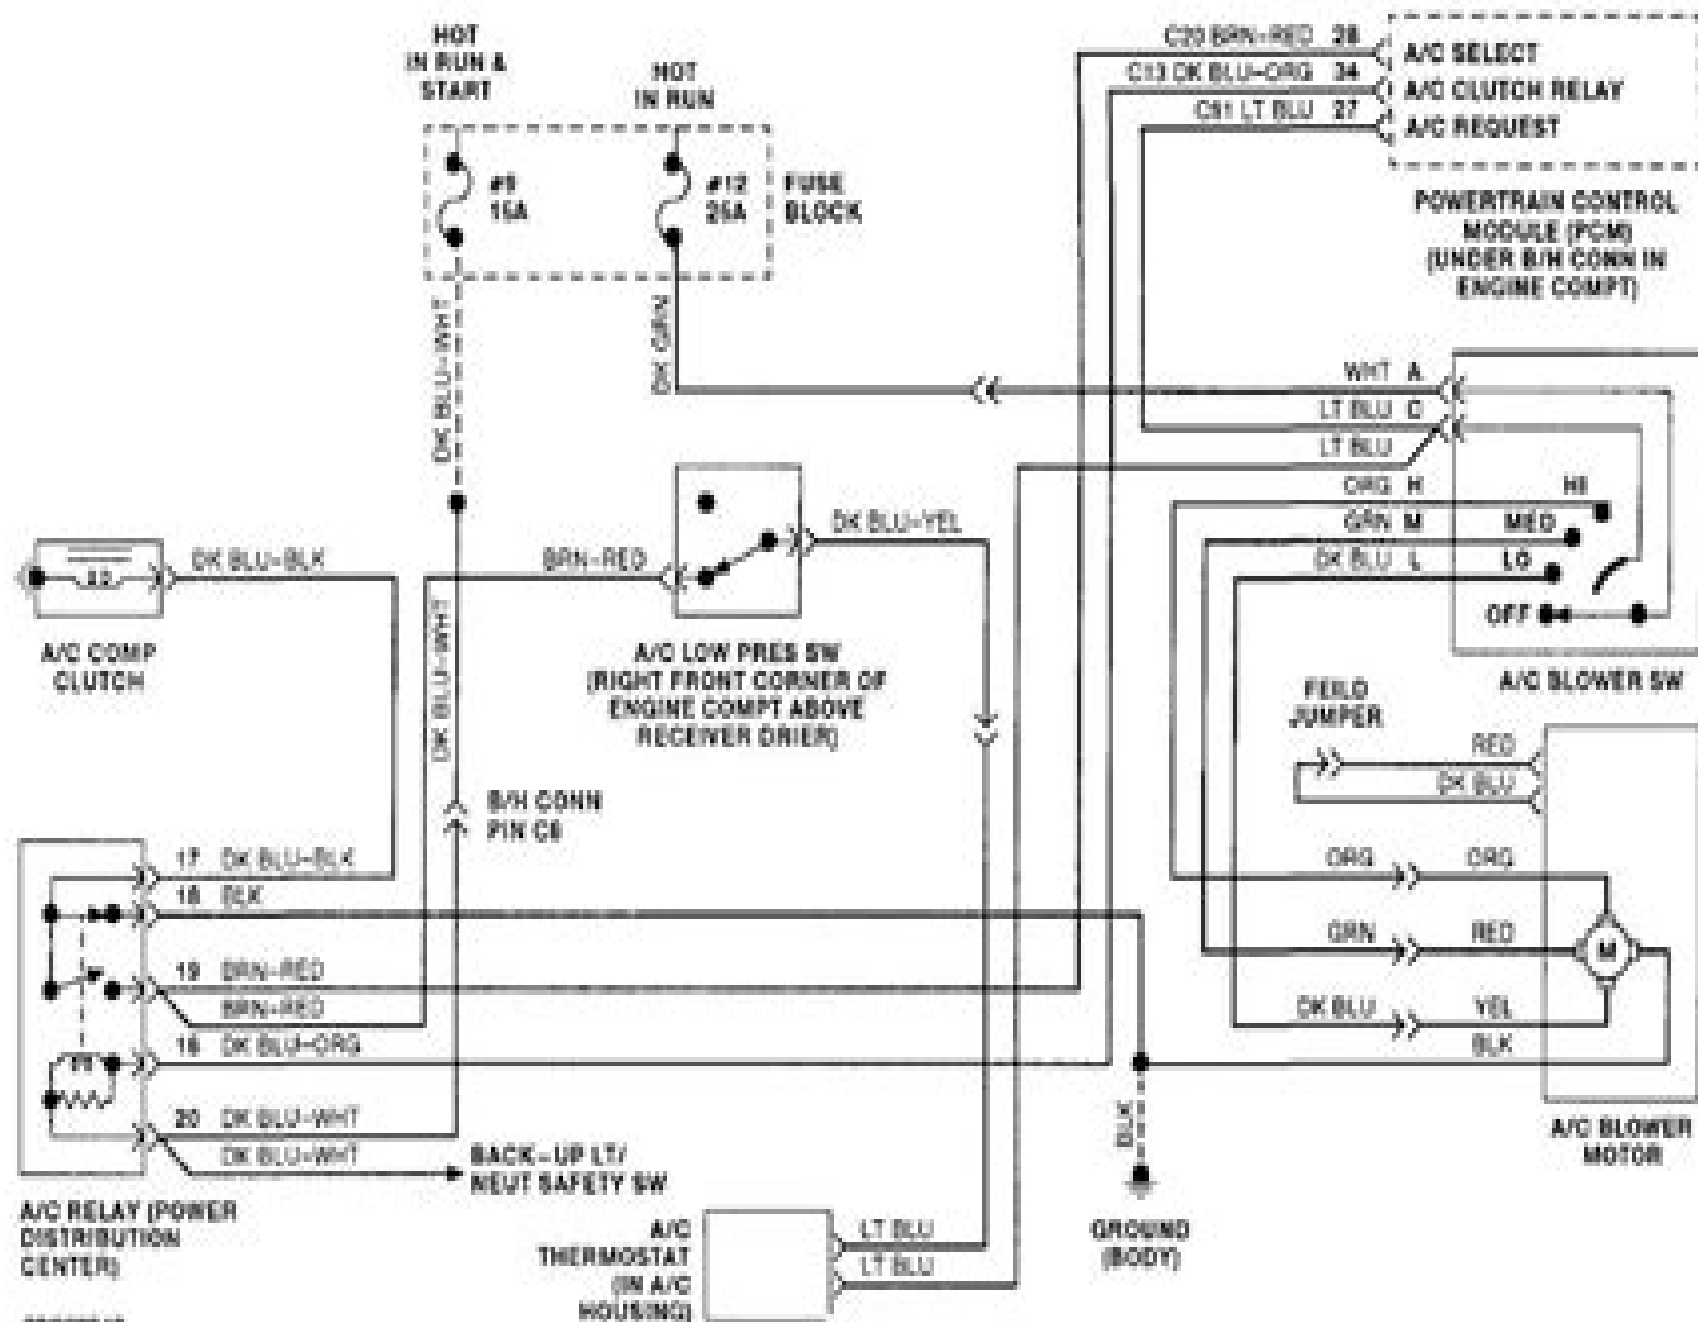 HOT
IN RUN &
START
HOT
IN RUN
#9
15A
#12
25A
FUSE
BLOCK
DK BLU-WHT
DK GRN
C20 BRN-RED 28
C13 DK BLU-ORG 34
C91 LT BLU 27
A/C SELECT
A/C CLUTCH RELAY
A/C REQUEST
POWERTRAIN CONTROL
MODULE (PCM)
(UNDER B/H CONN IN
ENGINE COMPT)
WHT A
LT BLU C
LT BLU
ORG H
GRN M
DK BLU L
HI
MED
LO
OFF
A/C BLOWER SW
DK BLU-BLK
A/C COMP
CLUTCH
BRN-RED
DK BLU-YEL
A/C LOW PRES SW
(RIGHT FRONT CORNER OF
ENGINE COMPT ABOVE
RECEIVER DRIER)
DK BLU-WHT
B/H CONN
PIN C6
FEILD
JUMPER
RED
DK BLU
ORG ORG
GRN RED
DK BLU YEL
BLK
M
A/C BLOWER
MOTOR
17 DK BLU-BLK
18 BLK
19 BRN-RED
BRN-RED
16 DK BLU-ORG
20 DK BLU-WHT
DK BLU-WHT
BACK-UP LT/
NEUT SAFETY SW
A/C RELAY (POWER
DISTRIBUTION
CENTER)
A/C
THERMOSTAT
(IN A/C
HOUSING)
LT BLU
LT BLU
BLK
GROUND
(BODY)